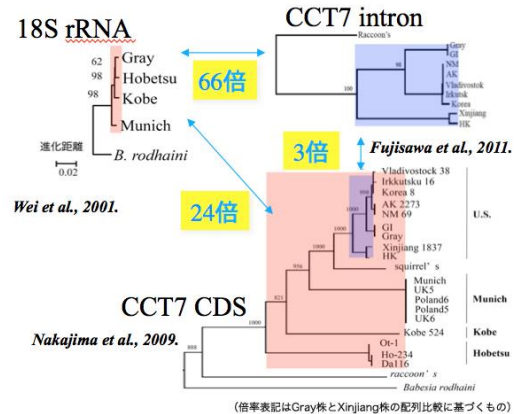 18S rRNA
62
98
98
Gray
Hobetsu
Kobe
Munich
B. rodhaini
進化距離
0.02
Wei et al., 2001.
66倍
CCT7 intron
Raccoon's
100
98
Gray
GI
NM
AK
Vladivostok
Irkutsk
Korea
Xinjiang
HK
3倍
Fujisawa et al., 2011.
24倍
CCT7 CDS
Nakajima et al., 2009.
Vladivostock 38
Irkkutsku 16
Korea 8
AK 2273
NM 69
GI
Gray
Xinjiang 1837
HK
squirrel' s
U.S.
1000
1000
956
821
1000
888
Munich
UK5
Poland6
Poland5
UK6
Munich
Kobe 524
Kobe
Ot-1
Ho-234
Da116
Hobetsu
raccoon' s
Babesia rodhaini
(倍率表記はGray株とXinjiang株の配列比較に基づくもの)